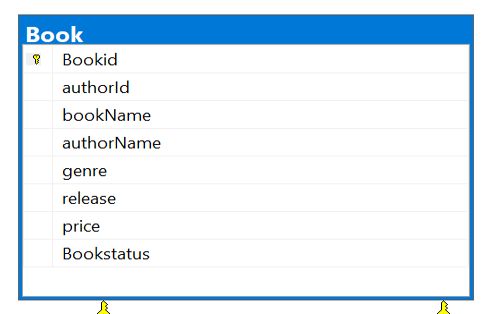 Book
Bookid
authorId
bookName
authorName
genre
release
price
Bookstatus